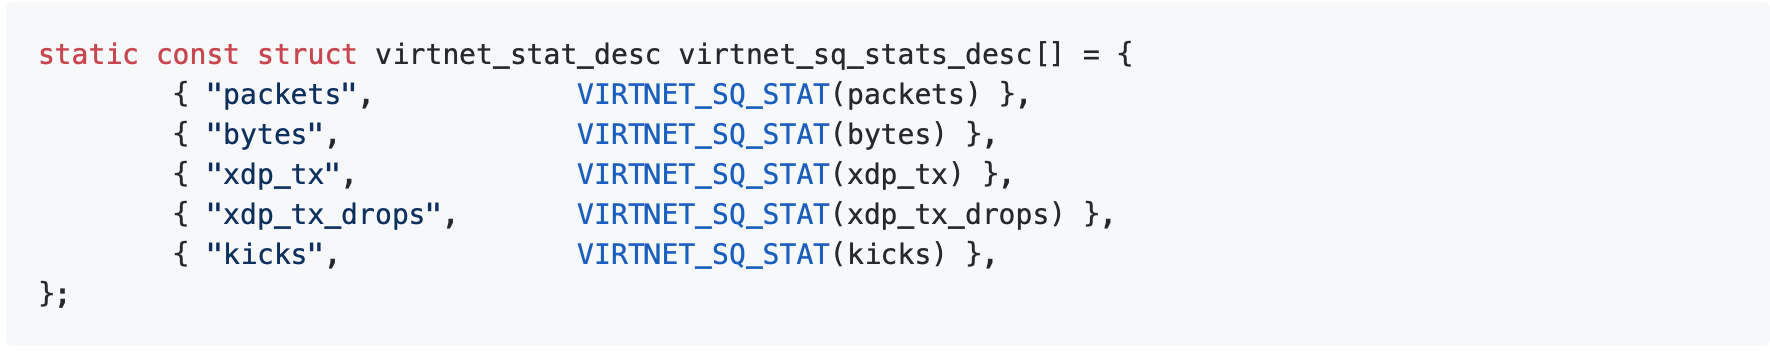 static const struct virtnet_stat_desc virtnet_sq_stats_desc[] = {
        { "packets",            VIRTNET_SQ_STAT(packets) },
        { "bytes",              VIRTNET_SQ_STAT(bytes) },
        { "xdp_tx",             VIRTNET_SQ_STAT(xdp_tx) },
        { "xdp_tx_drops",       VIRTNET_SQ_STAT(xdp_tx_drops) },
        { "kicks",              VIRTNET_SQ_STAT(kicks) },
};